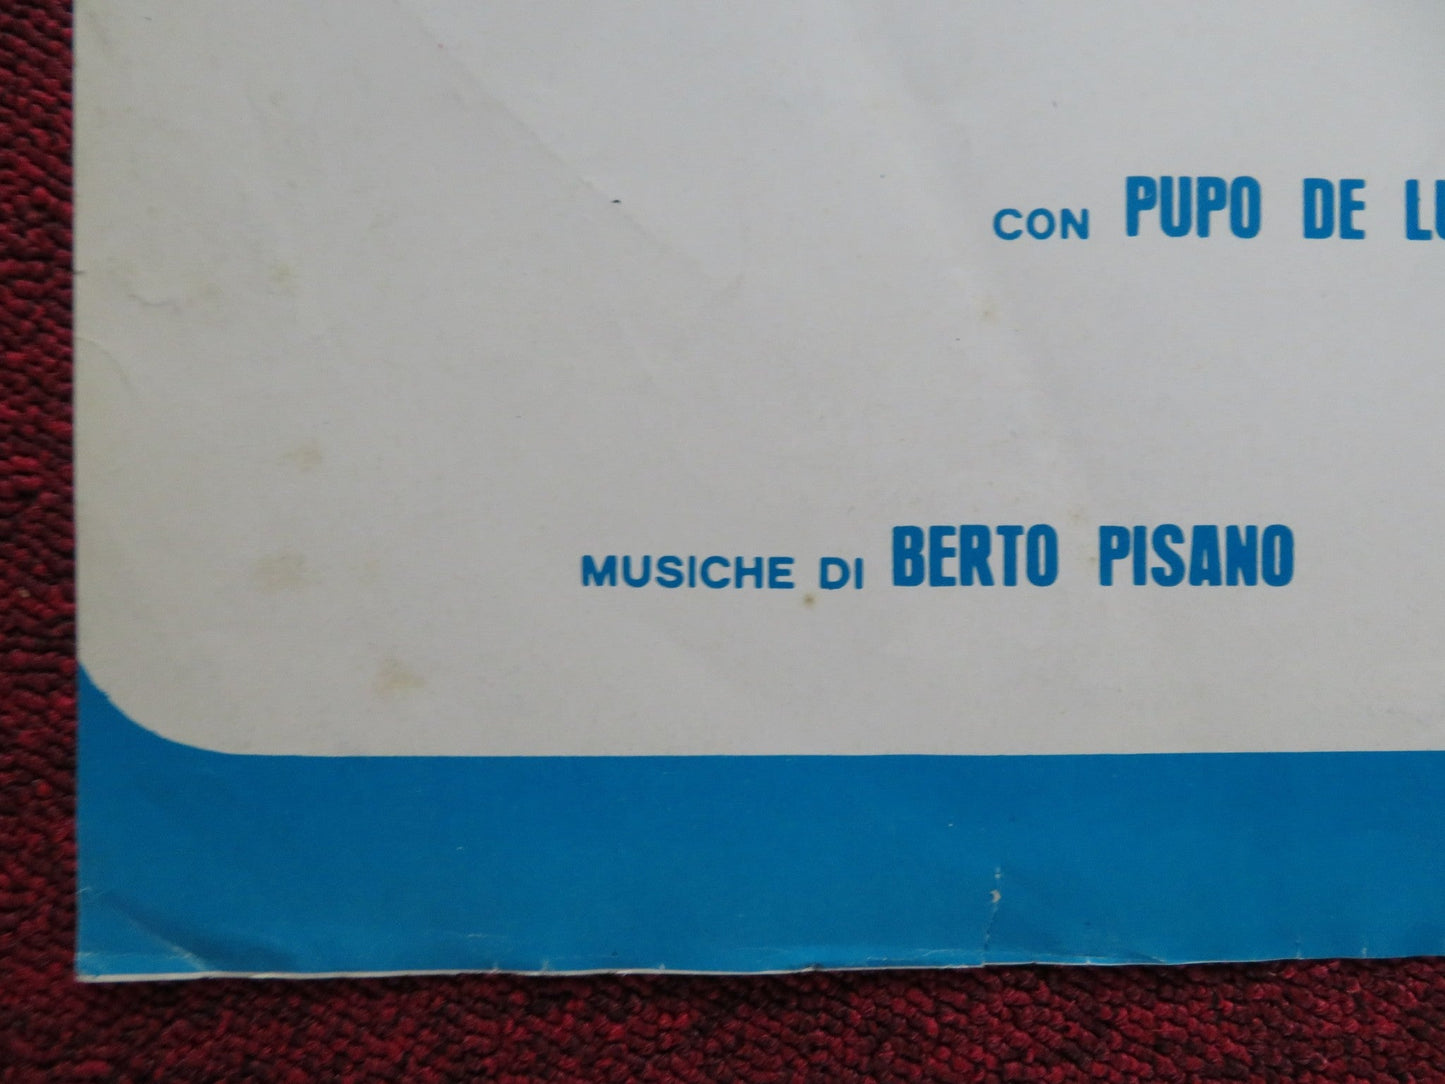 CON PUPO DE
MUSICHE DI BERTO PISANO